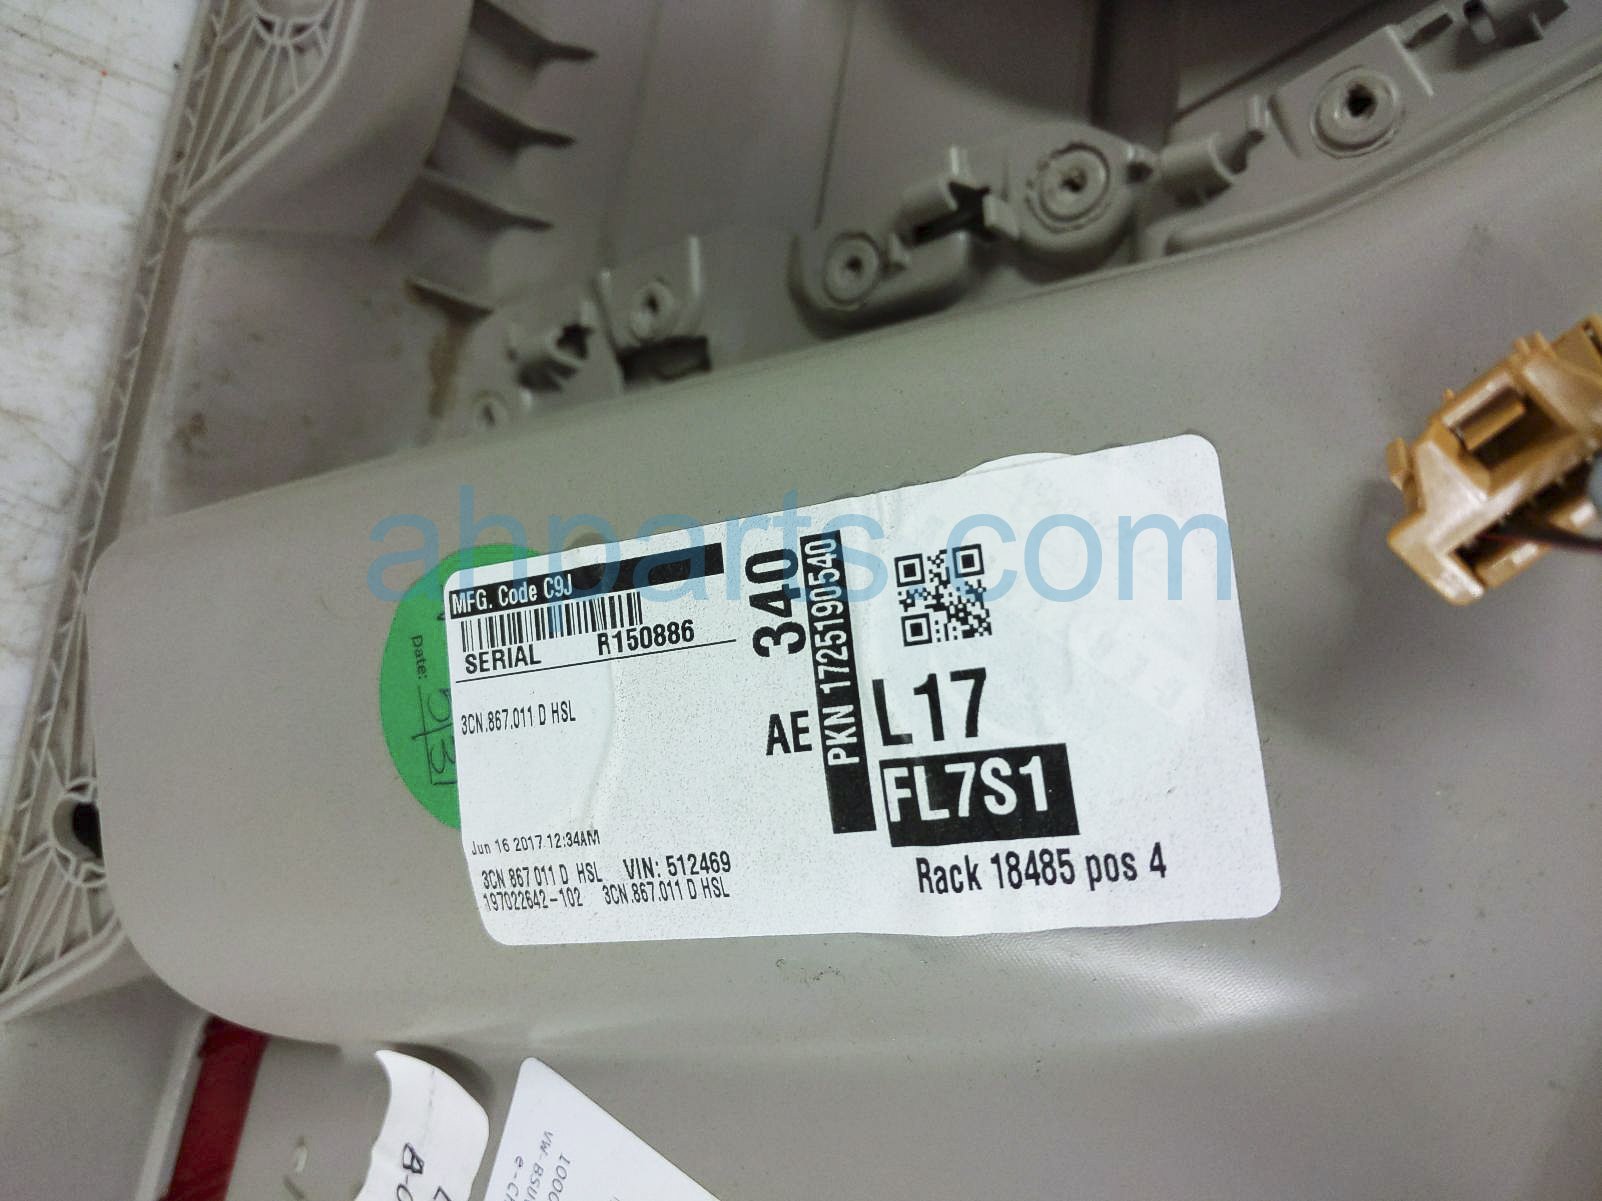 ahparts.com
MFG. Code C9J
SERIAL R150886
3CN.867.011 D HSL
Jun 16 2017 12:34AM
3CN 867 011 D HSL VIN: 512469
197022642-102 3CN.867.011 D HSL
340
AE
PKN 1725190540
L17
FL7S1
Rack 18485 pos 4
Date: